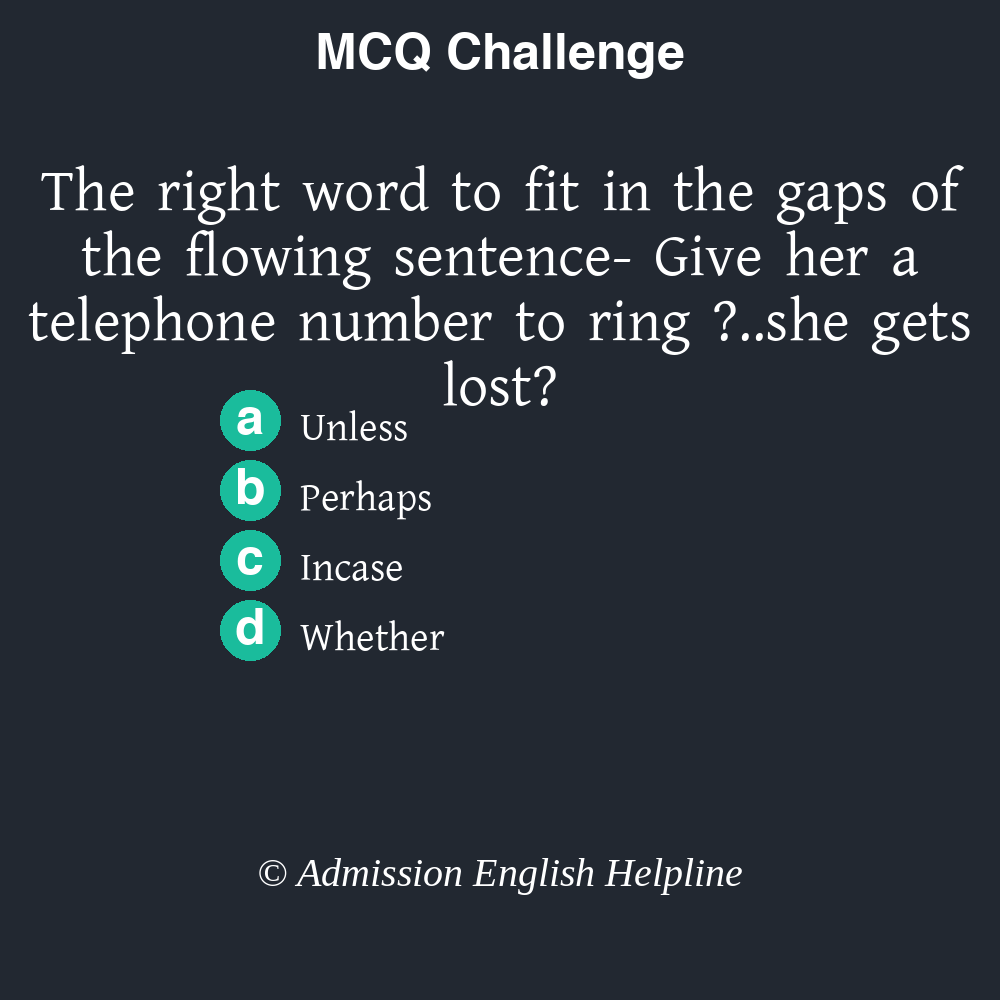 MCQ Challenge
The right word to fit in the gaps of
the flowing sentence- Give her a
telephone number to ring ?..she gets
lost?
a Unless
b Perhaps
c Incase
d Whether
© Admission English Helpline